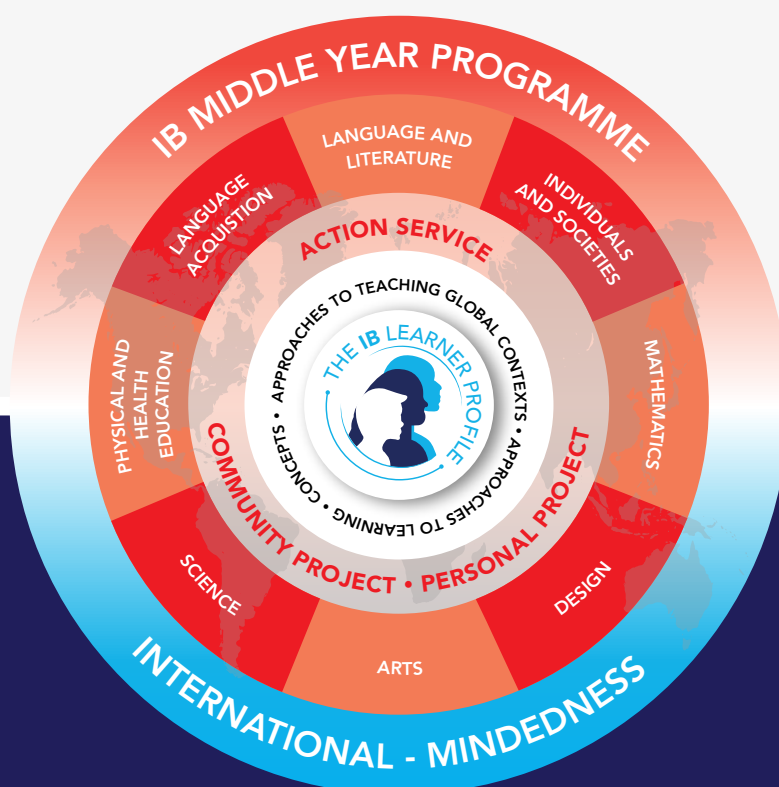 IB MIDDLE YEAR PROGRAMME
LANGUAGE AND
LITERATURE
INDIVIDUALS
AND SOCIETIES
MATHEMATICS
DESIGN
ARTS
SCIENCE
PHYSICAL AND
HEALTH
EDUCATION
LANGUAGE
ACQUISTION
ACTION SERVICE
COMMUNITY PROJECT • PERSONAL PROJECT
APPROACHES TO TEACHING GLOBAL CONTEXTS • APPROACHES TO LEARNING • CONCEPTS •
THE IB LEARNER PROFILE
INTERNATIONAL - MINDEDNESS